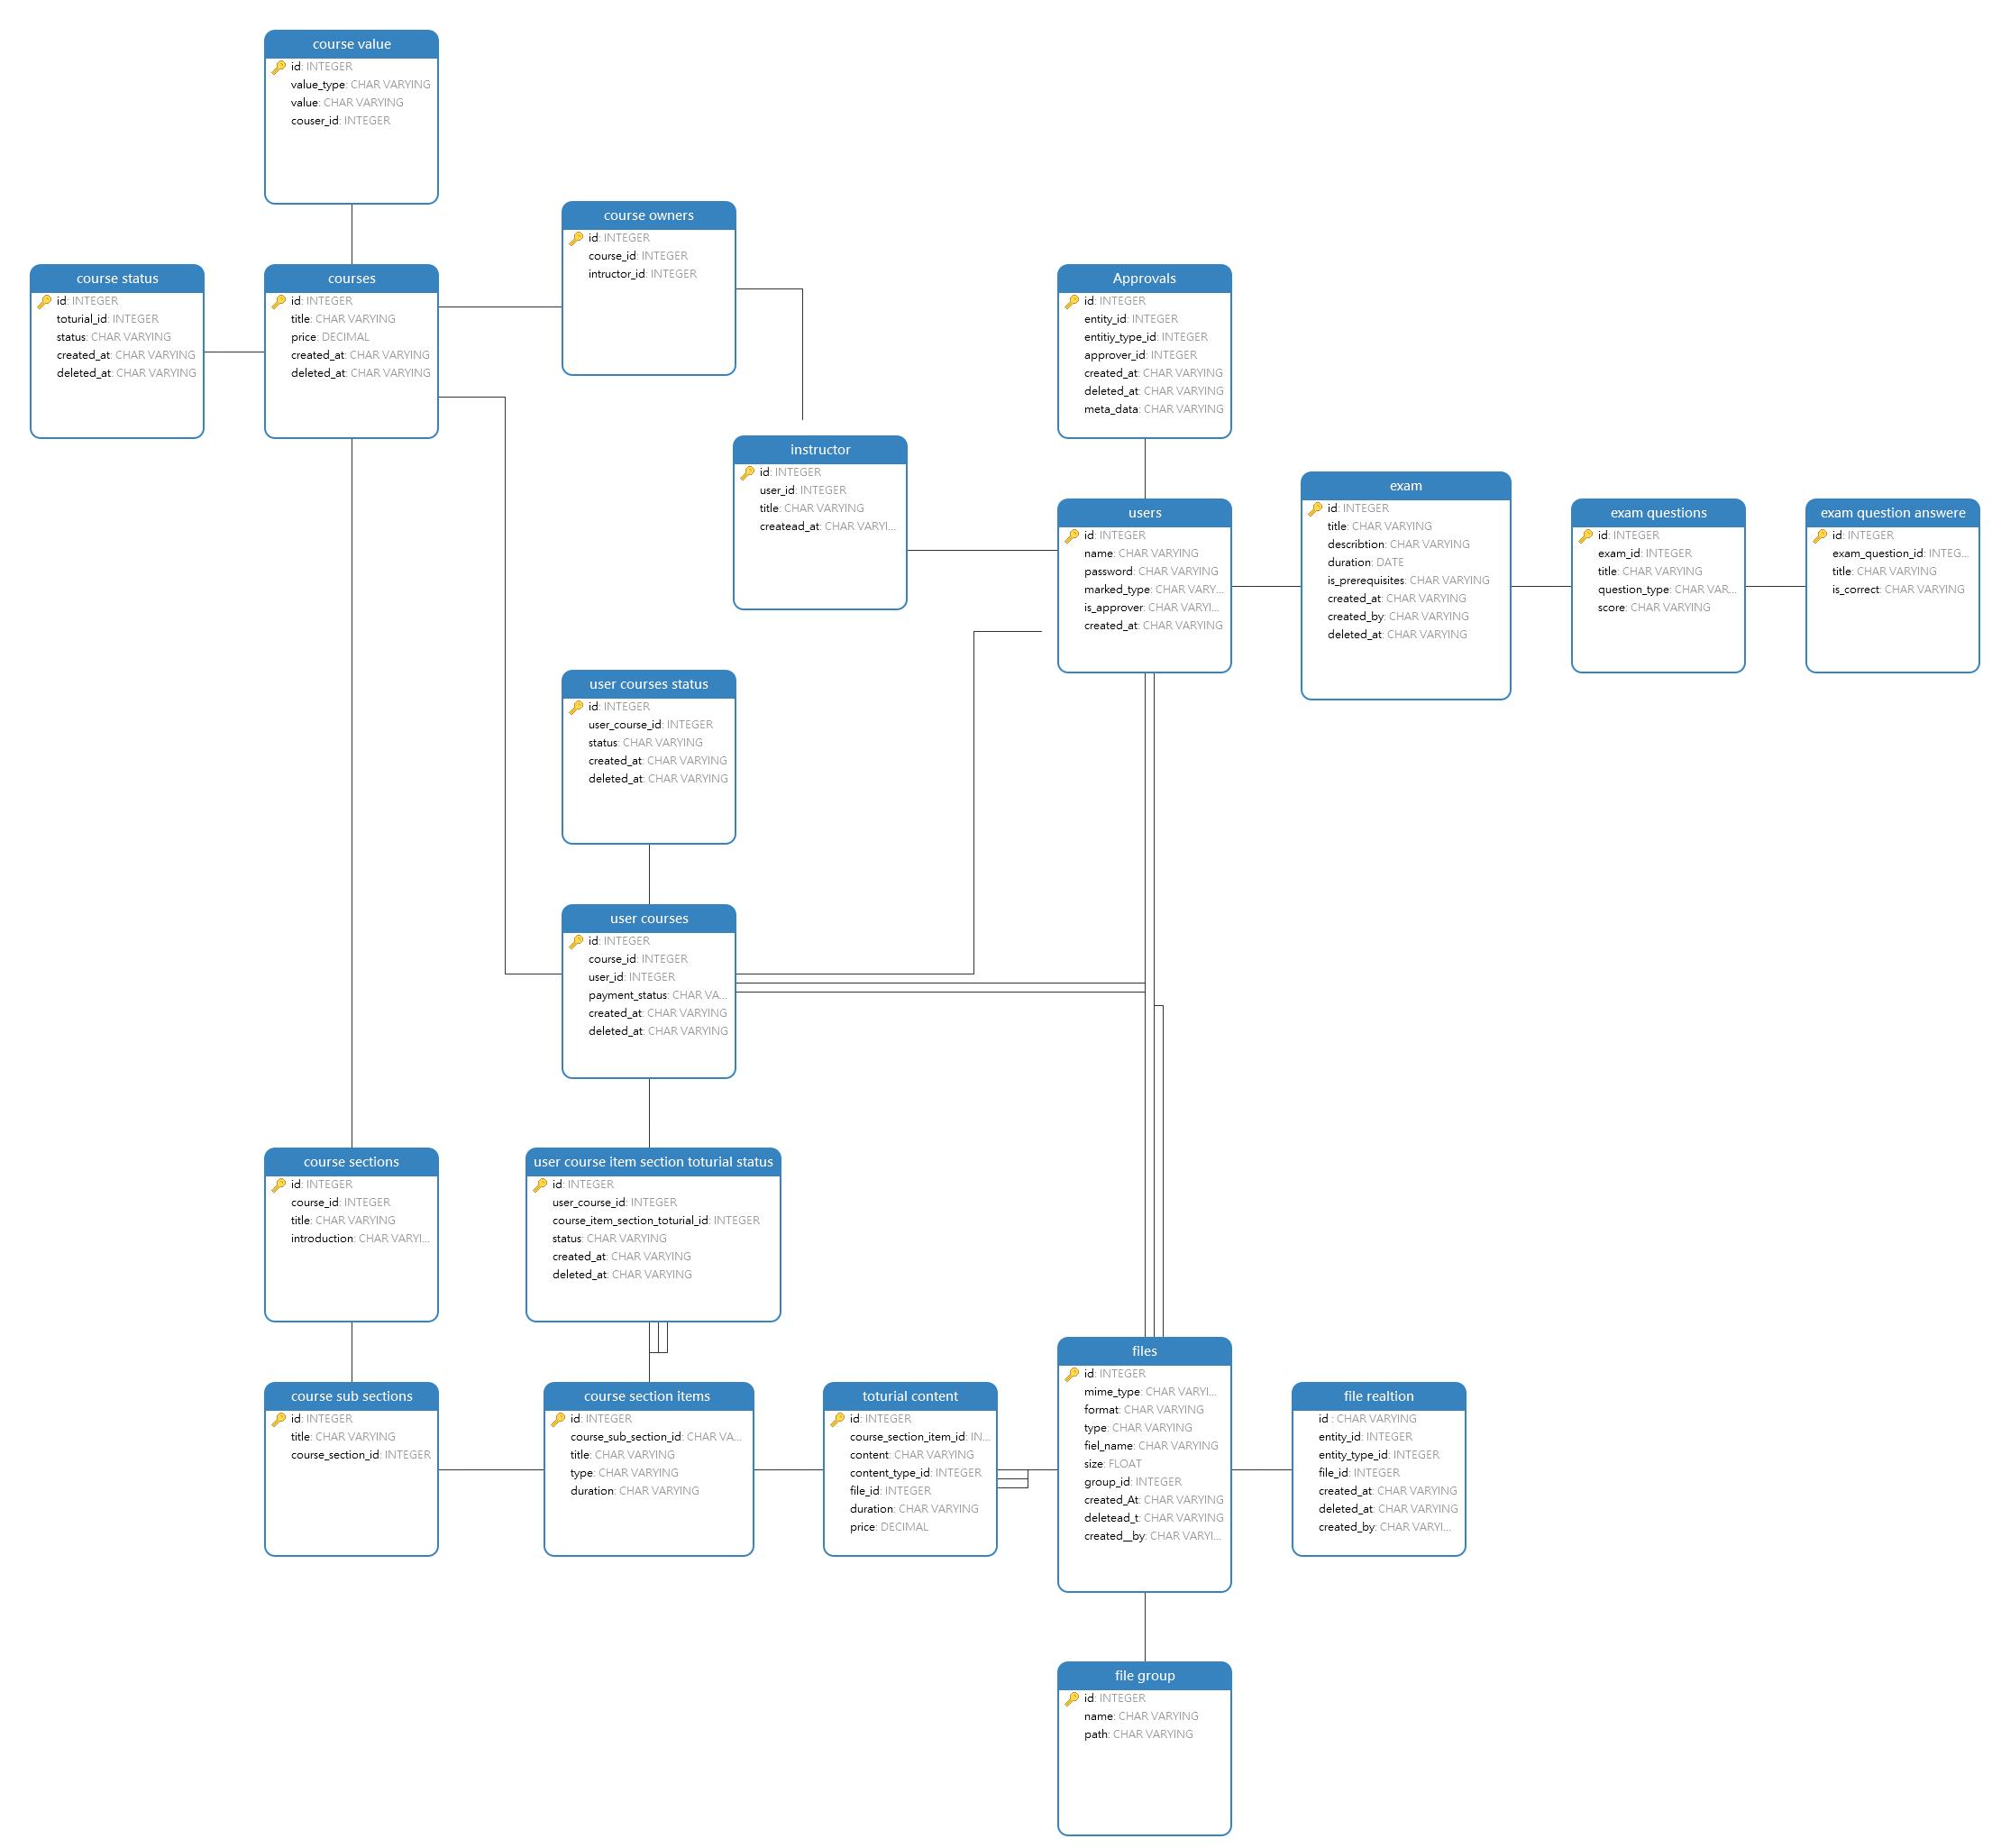 course value
id: INTEGER
value_type: CHAR VARYING
value: CHAR VARYING
couser_id: INTEGER
course owners
id: INTEGER
course_id: INTEGER
intructor_id: INTEGER
course status
id: INTEGER
toturial_id: INTEGER
status: CHAR VARYING
created_at: CHAR VARYING
deleted_at: CHAR VARYING
courses
id: INTEGER
title: CHAR VARYING
price: DECIMAL
created_at: CHAR VARYING
deleted_at: CHAR VARYING
Approvals
id: INTEGER
entity_id: INTEGER
entitiy_type_id: INTEGER
approver_id: INTEGER
created_at: CHAR VARYING
deleted_at: CHAR VARYING
meta_data: CHAR VARYING
instructor
id: INTEGER
user_id: INTEGER
title: CHAR VARYING
createad_at: CHAR VARYI...
users
id: INTEGER
name: CHAR VARYING
password: CHAR VARYING
marked_type: CHAR VARY...
is_approver: CHAR VARYI...
created_at: CHAR VARYING
exam
id: INTEGER
title: CHAR VARYING
describtion: CHAR VARYING
duration: DATE
is_prerequisites: CHAR VARYING
created_at: CHAR VARYING
created_by: CHAR VARYING
deleted_at: CHAR VARYING
exam questions
id: INTEGER
exam_id: INTEGER
title: CHAR VARYING
question_type: CHAR VAR...
score: CHAR VARYING
exam question answere
id: INTEGER
exam_question_id: INTEG...
title: CHAR VARYING
is_correct: CHAR VARYING
user courses status
id: INTEGER
user_course_id: INTEGER
status: CHAR VARYING
created_at: CHAR VARYING
deleted_at: CHAR VARYING
user courses
id: INTEGER
course_id: INTEGER
user_id: INTEGER
payment_status: CHAR VA...
created_at: CHAR VARYING
deleted_at: CHAR VARYING
course sections
id: INTEGER
course_id: INTEGER
title: CHAR VARYING
introduction: CHAR VARYI...
user course item section toturial status
id: INTEGER
user_course_id: INTEGER
course_item_section_toturial_id: INTEGER
status: CHAR VARYING
created_at: CHAR VARYING
deleted_at: CHAR VARYING
course sub sections
id: INTEGER
title: CHAR VARYING
course_section_id: INTEGER
course section items
id: INTEGER
course_sub_section_id: CHAR VA...
title: CHAR VARYING
type: CHAR VARYING
duration: CHAR VARYING
toturial content
id: INTEGER
course_section_item_id: IN...
content: CHAR VARYING
content_type_id: INTEGER
file_id: INTEGER
duration: CHAR VARYING
price: DECIMAL
files
id: INTEGER
mime_type: CHAR VARYI...
format: CHAR VARYING
type: CHAR VARYING
fiel_name: CHAR VARYING
size: FLOAT
group_id: INTEGER
created_At: CHAR VARYING
deletead_t: CHAR VARYING
created__by: CHAR VARYI...
file realtion
id : CHAR VARYING
entity_id: INTEGER
entity_type_id: INTEGER
file_id: INTEGER
created_at: CHAR VARYING
deleted_at: CHAR VARYING
created_by: CHAR VARYI...
file group
id: INTEGER
name: CHAR VARYING
path: CHAR VARYING